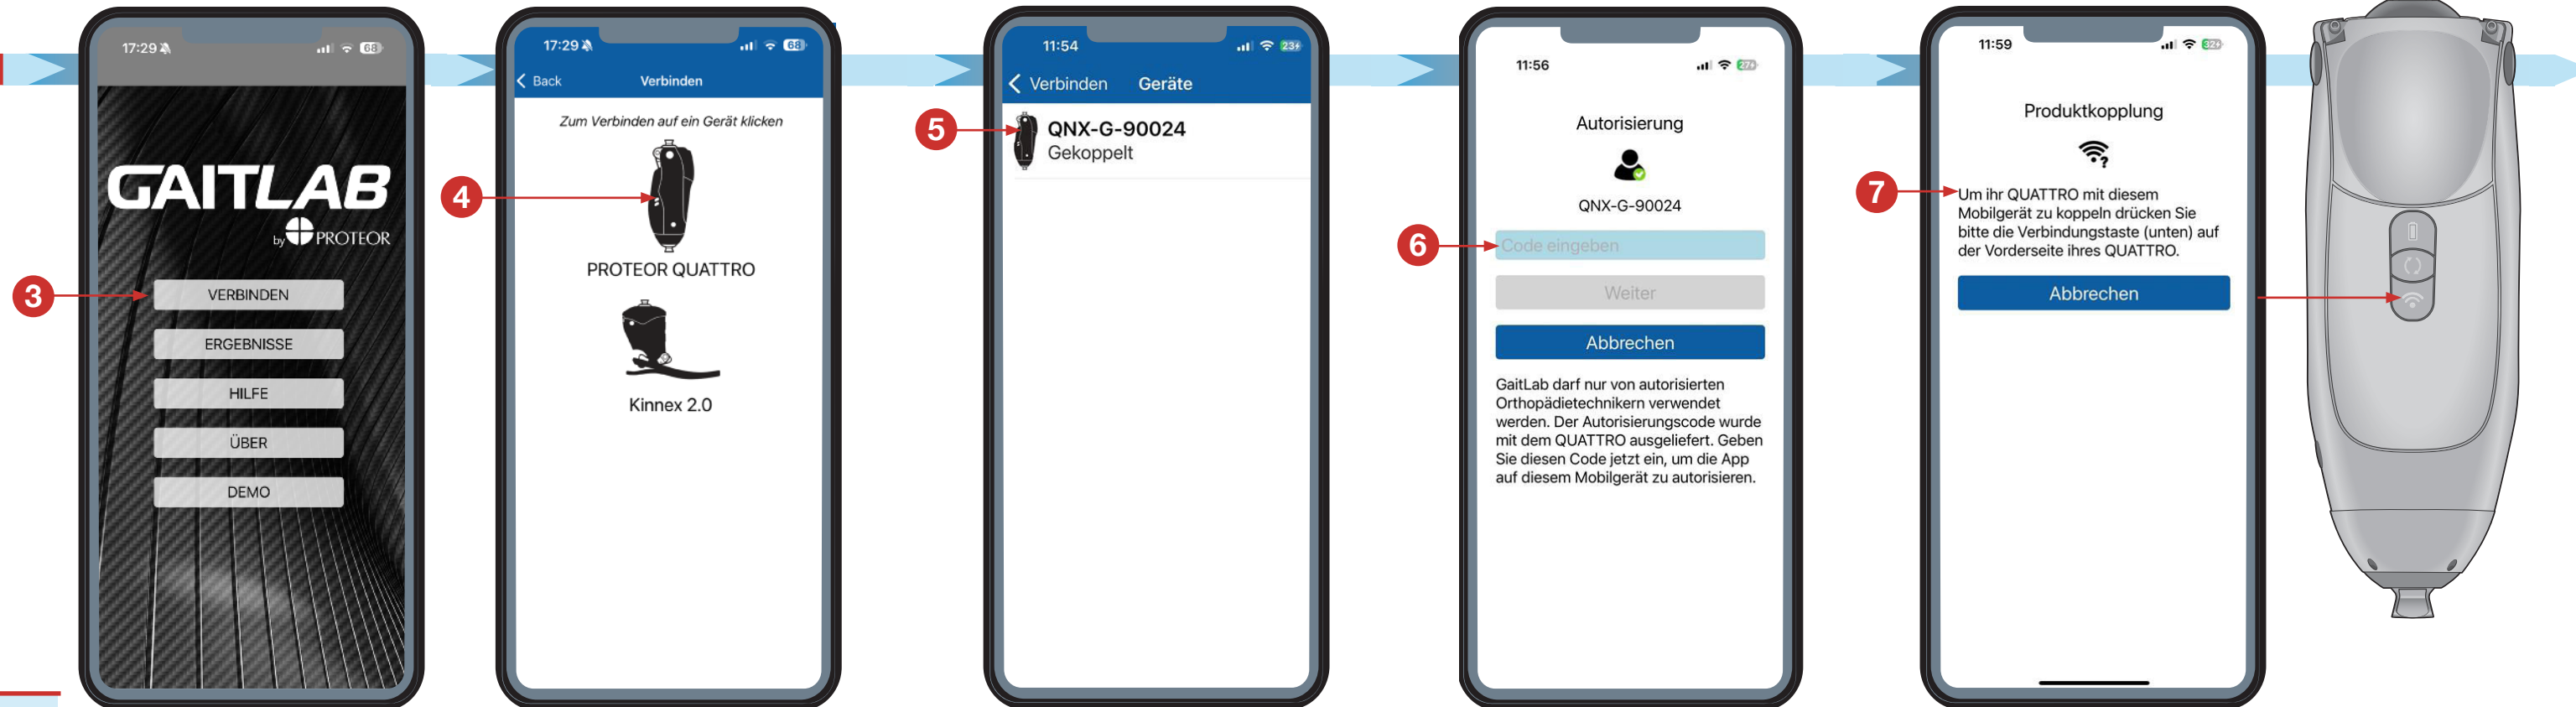 3
17:29
68
GAITLAB
by PROTEOR
VERBINDEN
ERGEBNISSE
HILFE
ÜBER
DEMO
4
17:29
68
Back
Verbinden
Zum Verbinden auf ein Gerät klicken
PROTEOR QUATTRO
Kinnex 2.0
5
11:54
23
Verbinden
Geräte
QNX-G-90024
Gekoppelt
6
11:56
27
Autorisierung
QNX-G-90024
Code eingeben
Weiter
Abbrechen
GaitLab darf nur von autorisierten
Orthopädietechnikern verwendet
werden. Der Autorisierungscode wurde
mit dem QUATTRO ausgeliefert. Geben
Sie diesen Code jetzt ein, um die App
auf diesem Mobilgerät zu autorisieren.
7
11:59
32
Produktkopplung
?
Um ihr QUATTRO mit diesem
Mobilgerät zu koppeln drücken Sie
bitte die Verbindungstaste (unten) auf
der Vorderseite ihres QUATTRO.
Abbrechen